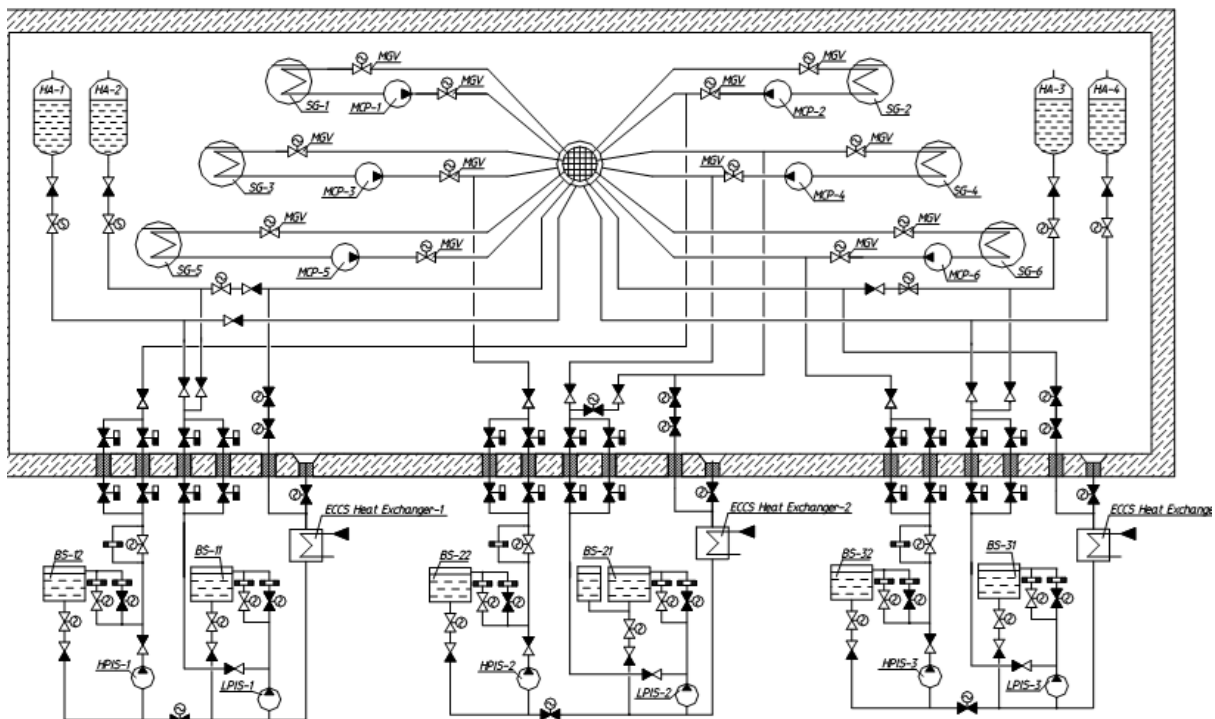 HA-1
HA-2
MGV
SG-1
MCP-1
MGV
MGV
MCP-2
SG-2
MGV
HA-3
HA-4
MGV
SG-3
MCP-3
MGV
MGV
MCP-4
SG-4
MGV
MGV
SG-5
MCP-5
MGV
MGV
MCP-6
SG-6
MGV
ECCS Heat Exchanger-1
ECCS Heat Exchanger-2
ECCS Heat Exchange
BS-12
BS-11
BS-22
BS-21
BS-32
BS-31
HPIS-1
LPIS-1
HPIS-2
LPIS-2
HPIS-3
LPIS-3